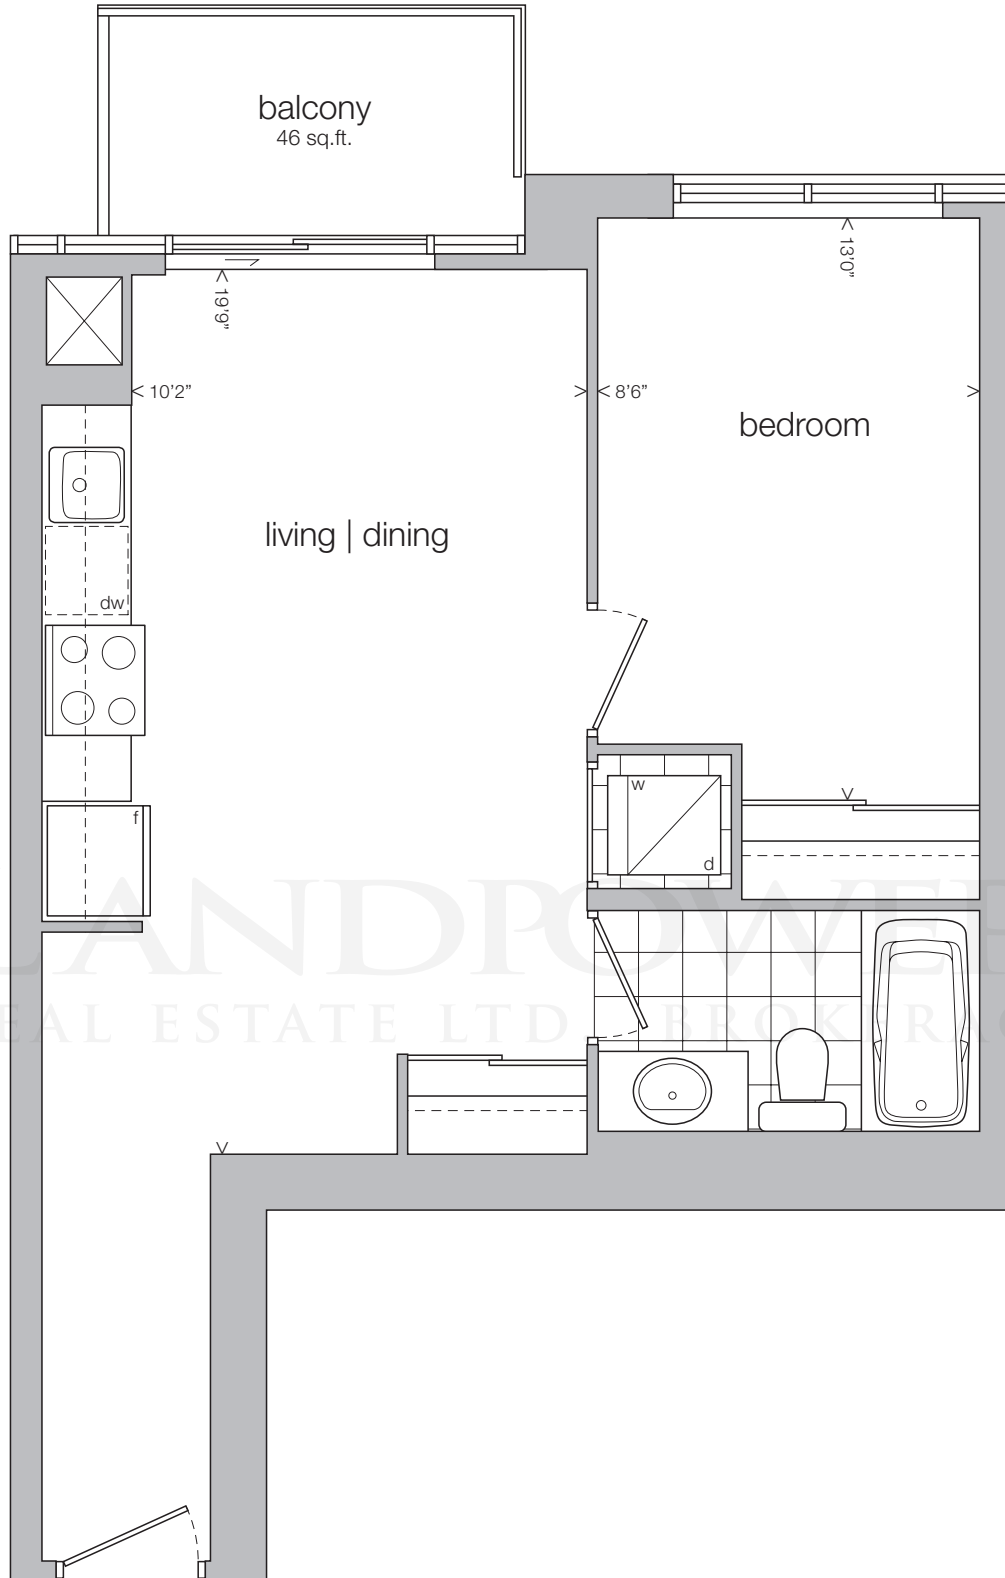 balcony
46 sq.ft.
19'9”
13'0”
10'2”
8'6”
bedroom
living | dining
dw
f
w
d
LANDPOWER
REAL ESTATE LTD BROKERAG